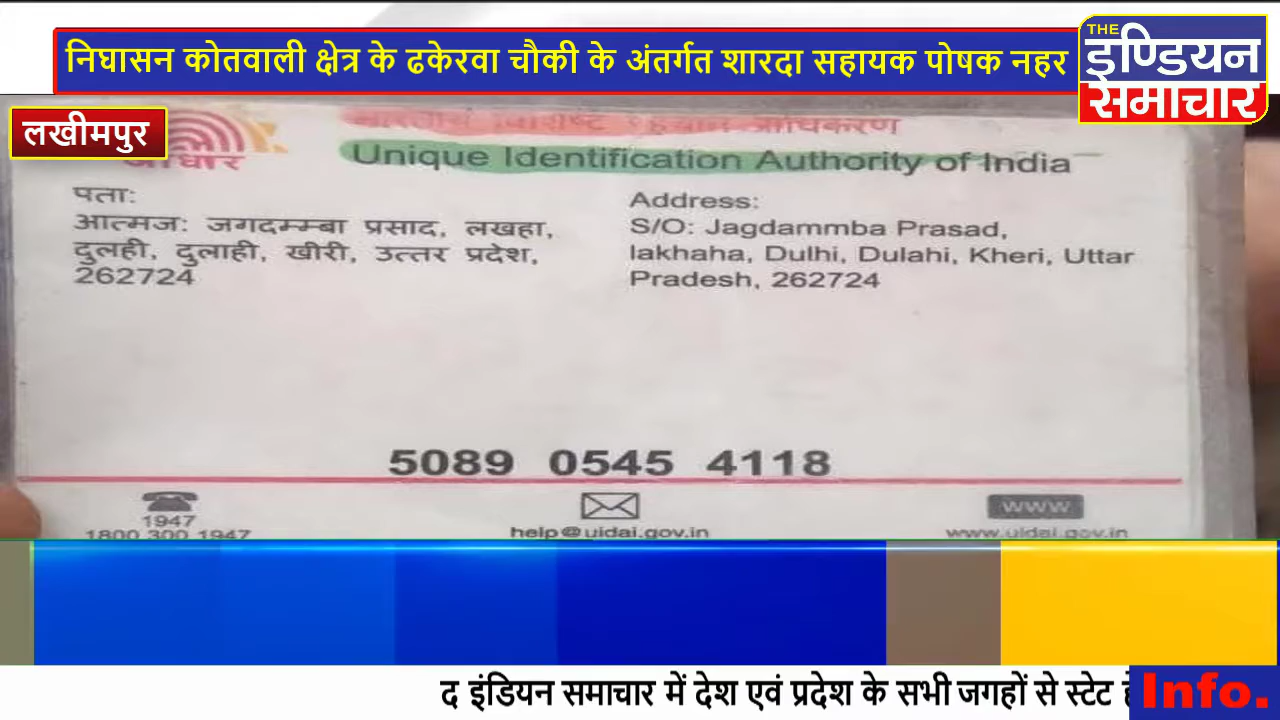 निघासन कोतवाली क्षेत्र के ढकेरवा चौकी के अंतर्गत शारदा सहायक पोषक नहर
THE
इण्डियन
समाचार
लखीमपुर
आधार
Unique Identification Authority of India
पता:
आत्मज: जगदम्म्बा प्रसाद, लखहा,
दुलही, दुलाही, खीरी, उत्तर प्रदेश,
262724
Address:
S/O: Jagdammba Prasad,
lakhaha, Dulhi, Dulahi, Kheri, Uttar
Pradesh, 262724
5089 0545 4118
1947
1800 300 1947
help@uidai.gov.in
www
www.uidai.gov.in
द इंडियन समाचार में देश एवं प्रदेश के सभी जगहों से स्टेट
Info.